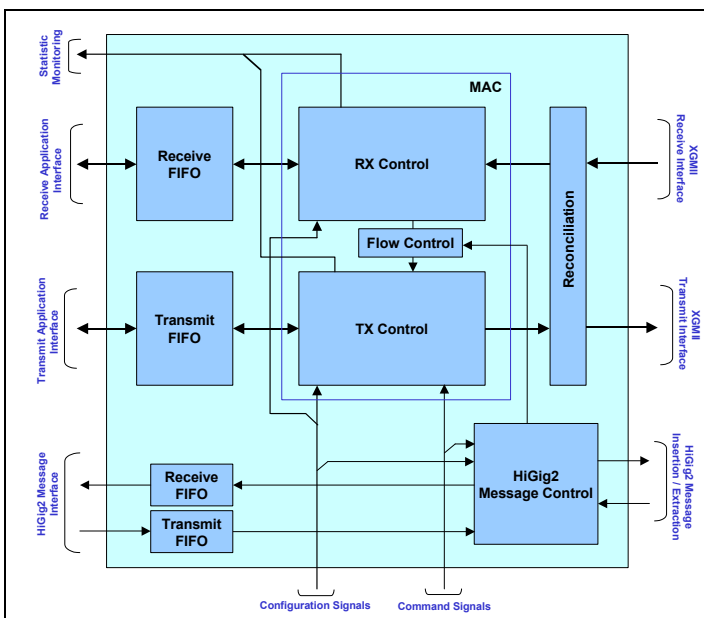 Statistic
Monitoring
MAC
Receive Application
Interface
Receive
FIFO
RX Control
XGMII
Receive Interface
Flow Control
Reconciliation
Transmit Application
Interface
Transmit
FIFO
TX Control
XGMII
Transmit Interface
HiGig2 Message
Interface
Receive
FIFO
Transmit
FIFO
HiGig2
Message Control
HiGig2 Message
Insertion / Extraction
Configuration Signals
Command Signals